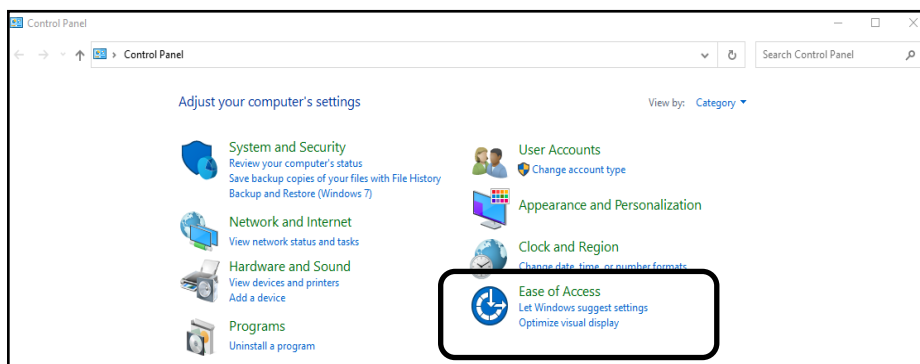 Control Panel
Control Panel
Search Control Panel
Adjust your computer's settings
View by: Category
System and Security
Review your computer's status
Save backup copies of your files with File History
Backup and Restore (Windows 7)
Network and Internet
View network status and tasks
Hardware and Sound
View devices and printers
Add a device
Programs
Uninstall a program
User Accounts
Change account type
Appearance and Personalization
Clock and Region
Change date, time, or number formats
Ease of Access
Let Windows suggest settings
Optimize visual display